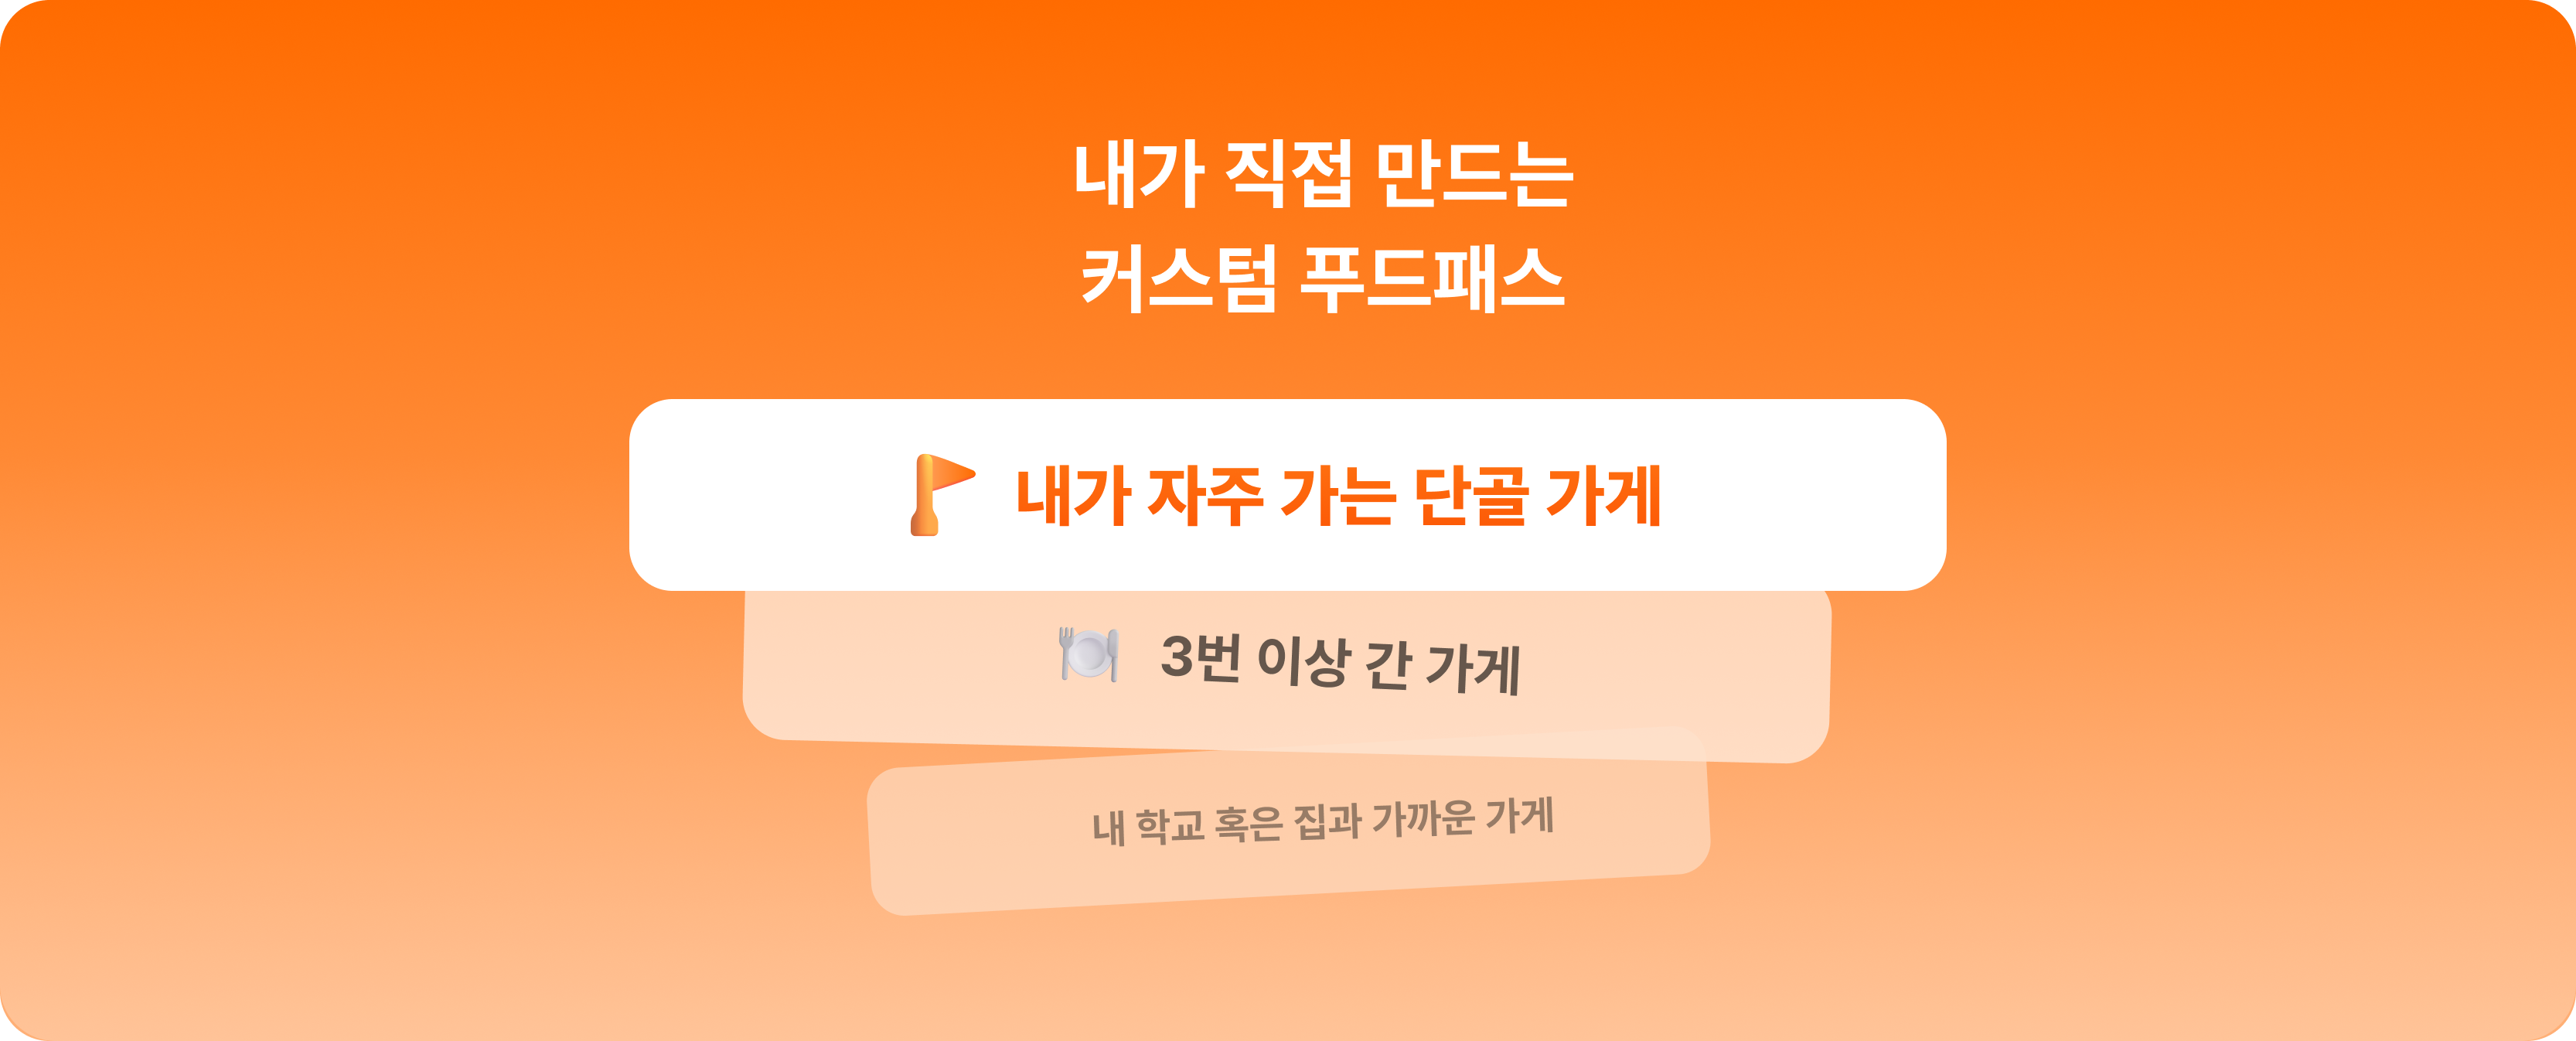 내가 직접 만드는
커스텀 푸드패스
내가 자주 가는 단골 가게
3번 이상 간 가게
내 학교 혹은 집과 가까운 가게